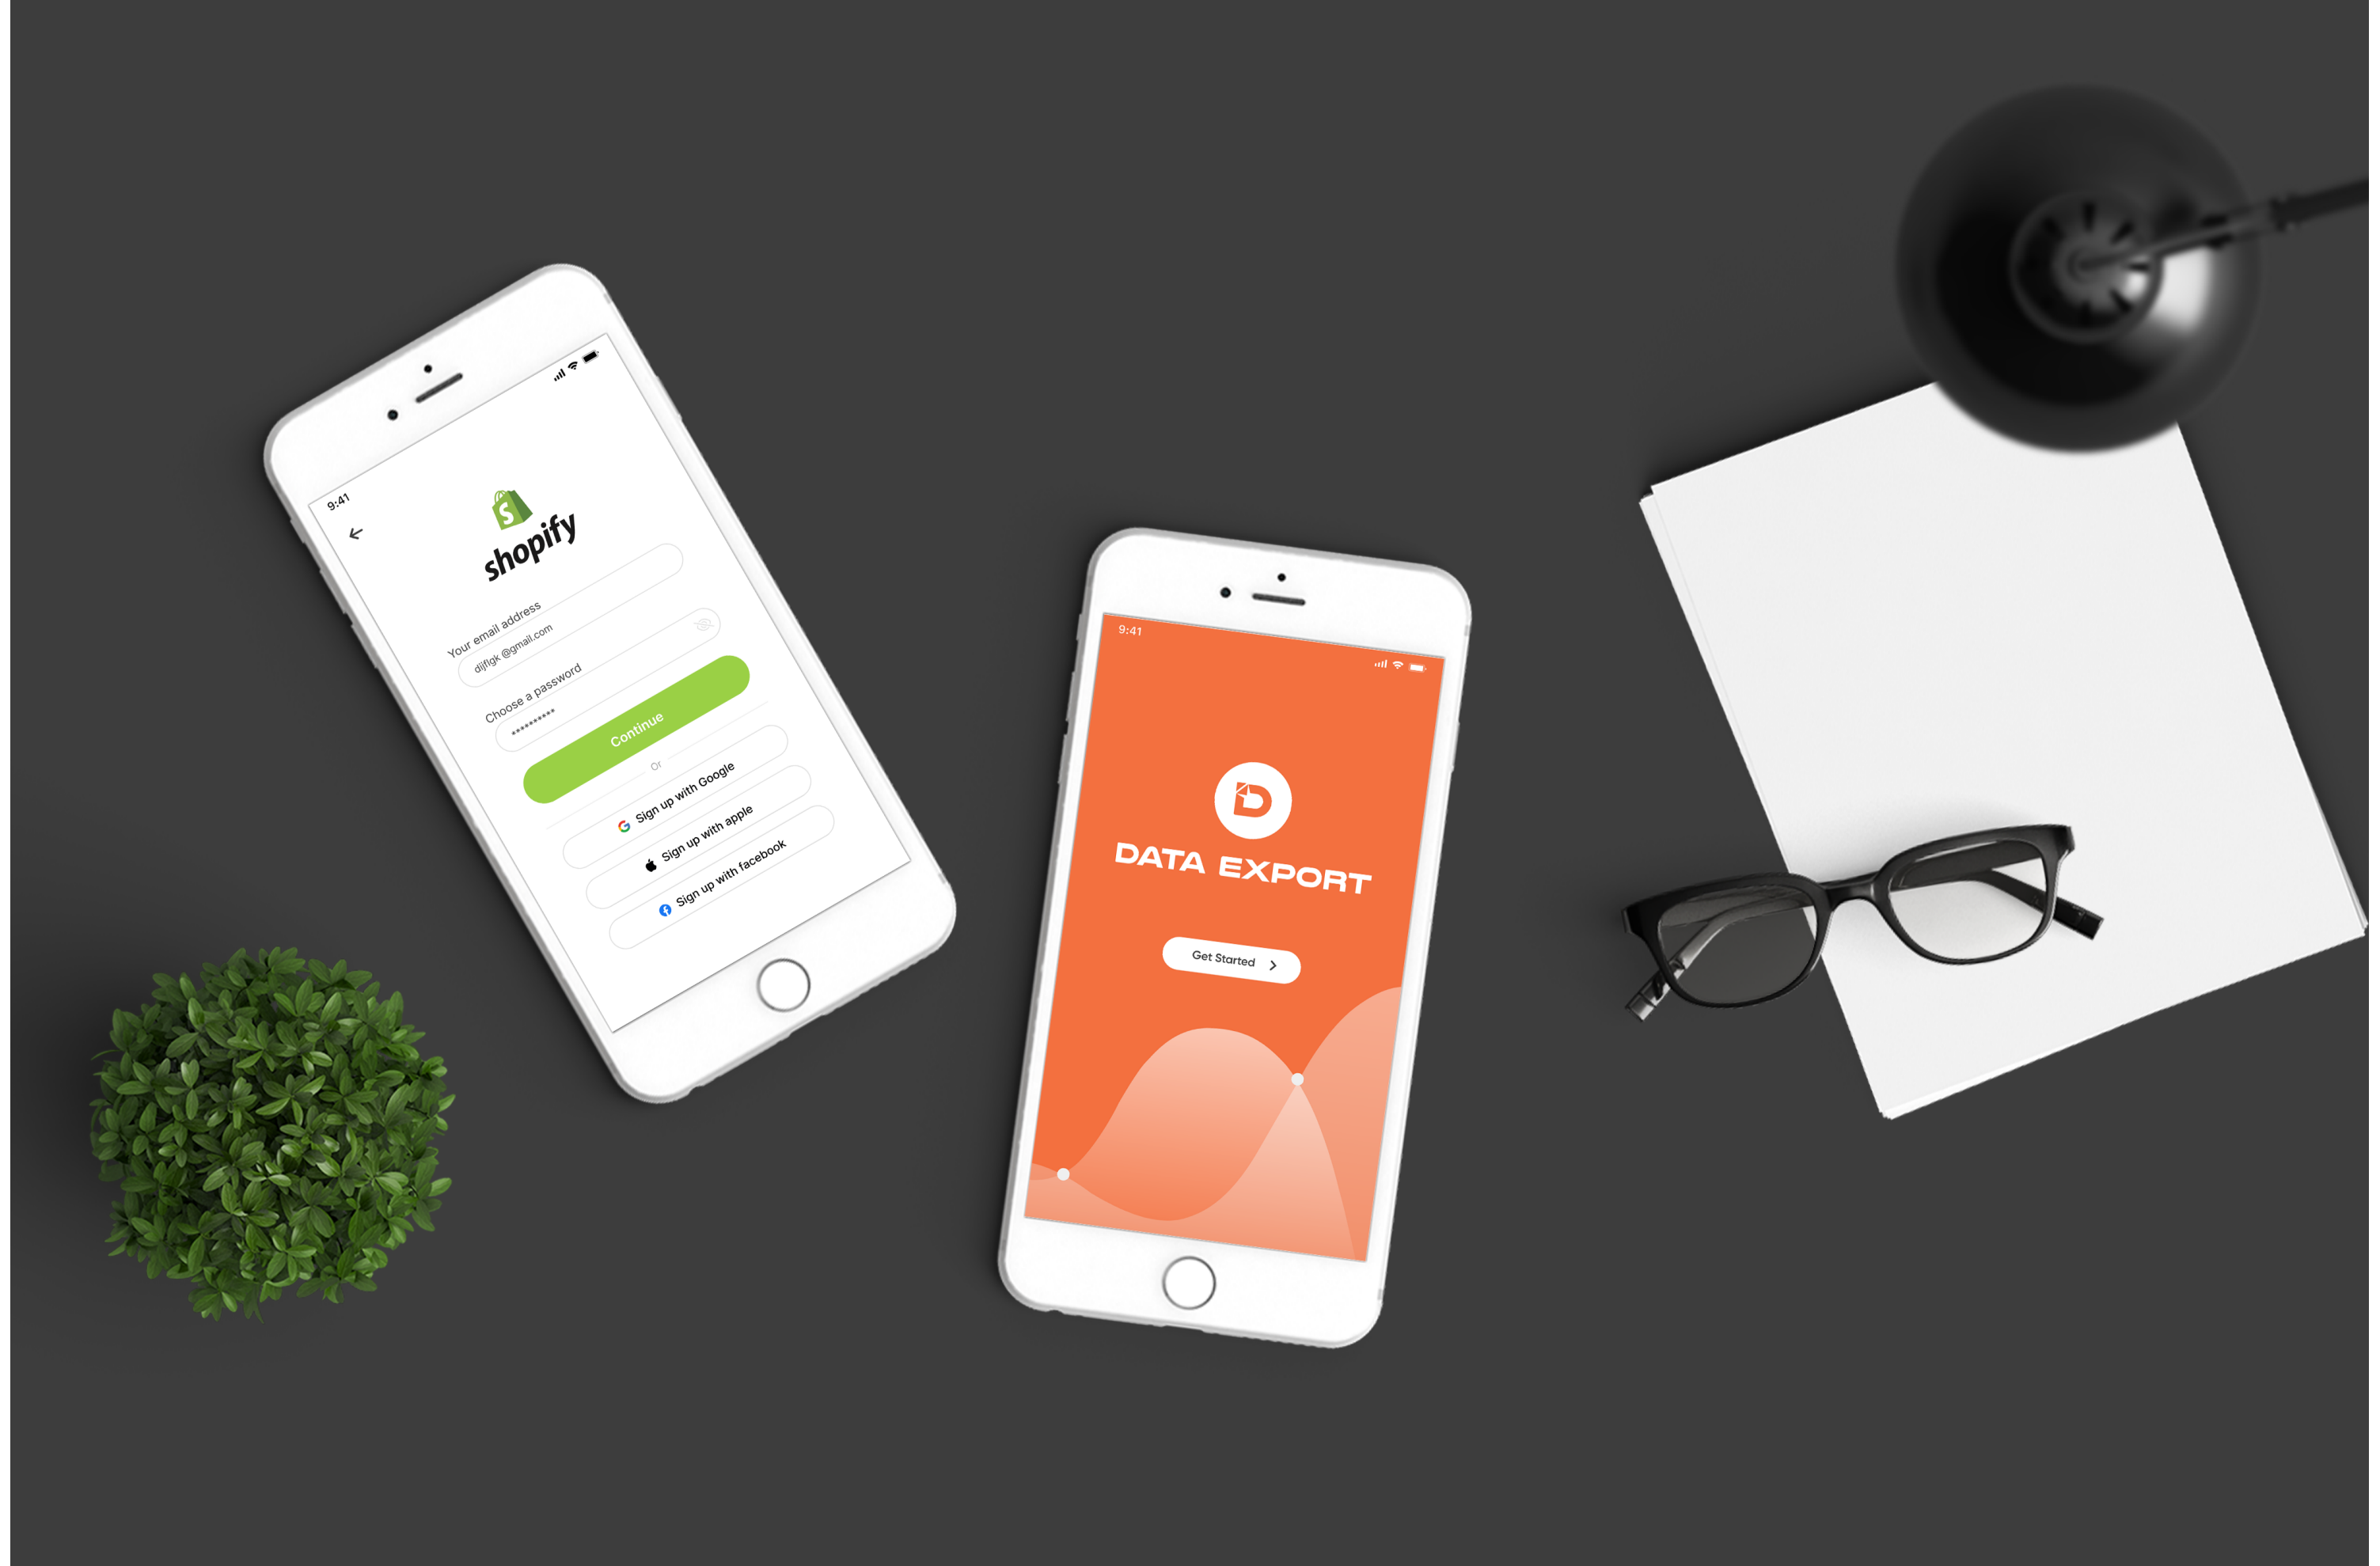 9:41
shopify
Your email address
dijflgk @gmail.com
Choose a password
**********
Continue
Or
Sign up with Google
Sign up with apple
Sign up with facebook
9:41
DATA EXPORT
Get Started